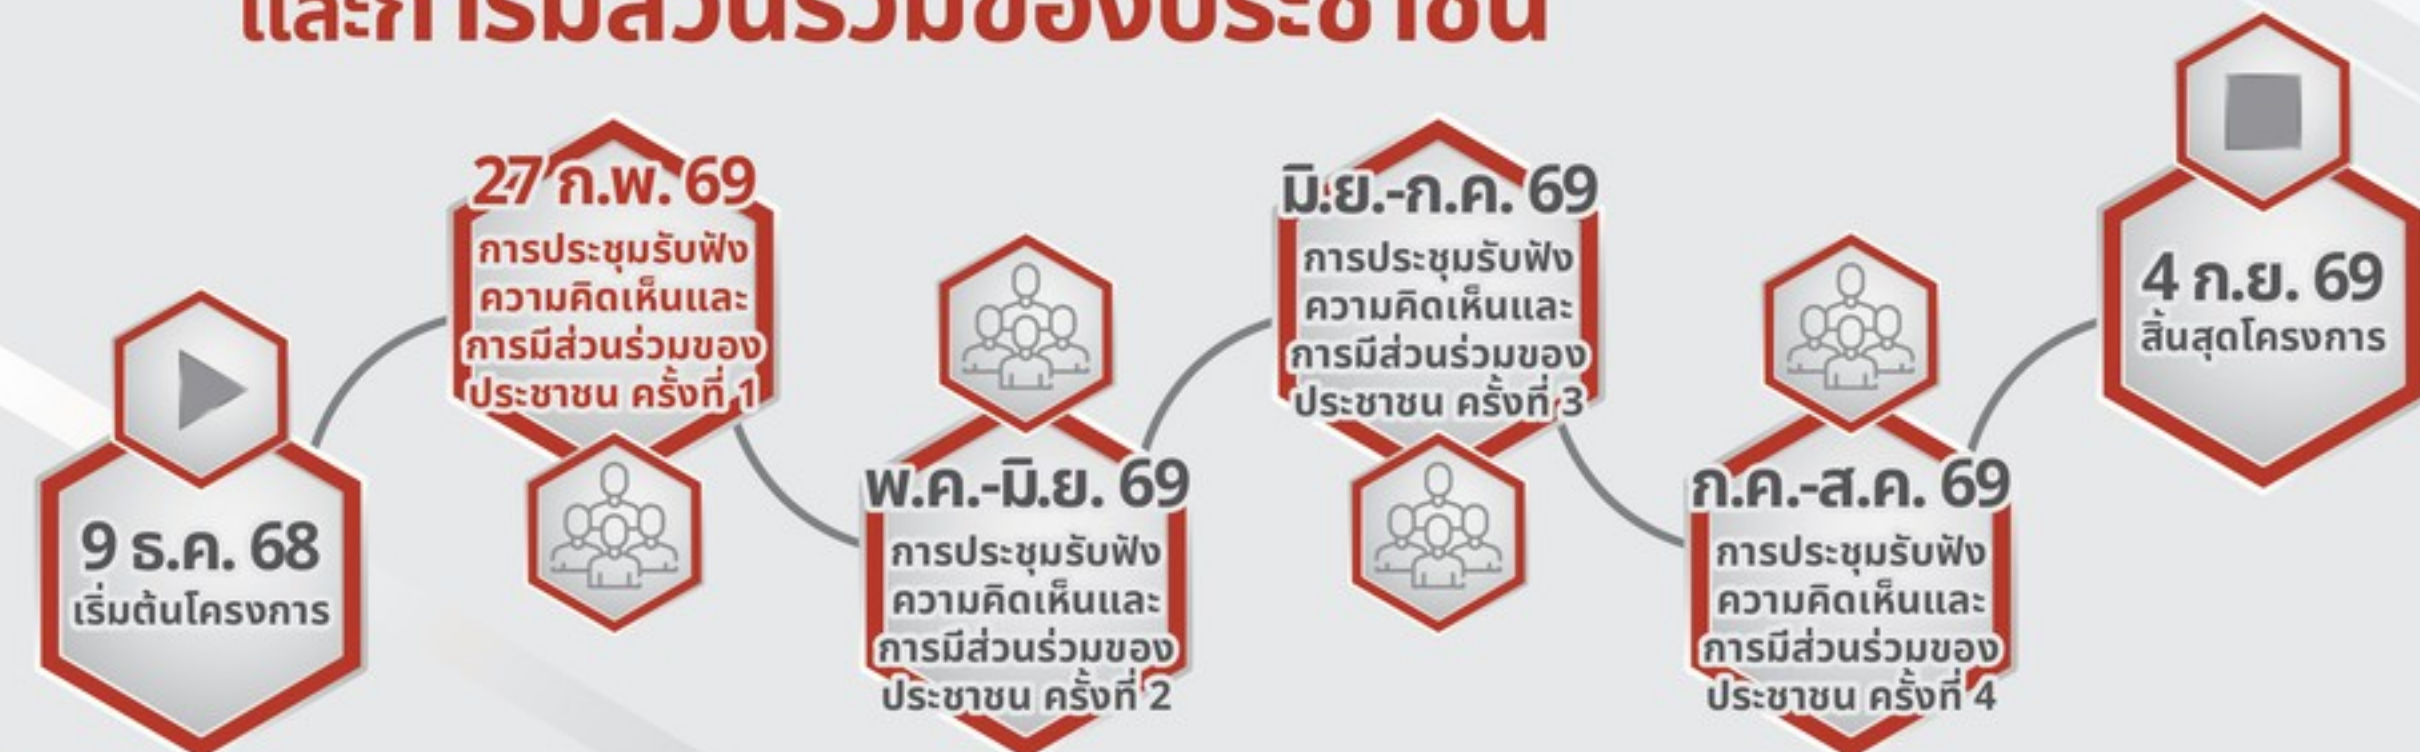 และการมีส่วนร่วมของประชาชน
9 ธ.ค. 68
เริ่มต้นโครงการ
27 ก.พ. 69
การประชุมรับฟัง
ความคิดเห็นและ
การมีส่วนร่วมของ
ประชาชน ครั้งที่ 1
พ.ค.-มิ.ย. 69
การประชุมรับฟัง
ความคิดเห็นและ
การมีส่วนร่วมของ
ประชาชน ครั้งที่ 2
มิ.ย.-ก.ค. 69
การประชุมรับฟัง
ความคิดเห็นและ
การมีส่วนร่วมของ
ประชาชน ครั้งที่ 3
ก.ค.-ส.ค. 69
การประชุมรับฟัง
ความคิดเห็นและ
การมีส่วนร่วมของ
ประชาชน ครั้งที่ 4
4 ก.ย. 69
สิ้นสุดโครงการ